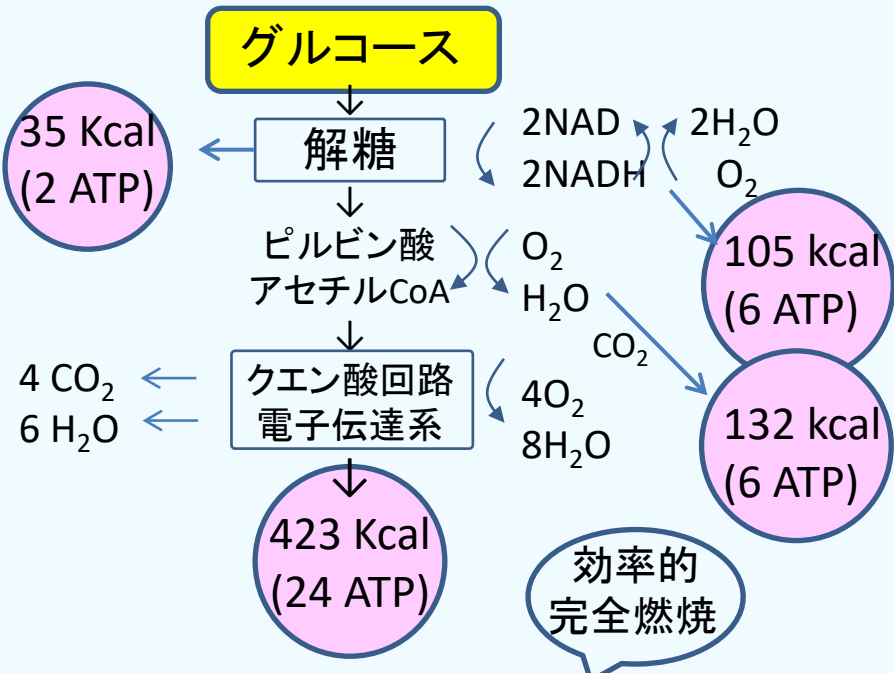 グルコース
35 Kcal
(2 ATP)
解糖
2NAD
2NADH
2H₂O
O₂
105 kcal
(6 ATP)
ピルビン酸
アセチルCoA
O₂
H₂O
CO₂
132 kcal
(6 ATP)
4 CO₂
6 H₂O
クエン酸回路
電子伝達系
4O₂
8H₂O
423 Kcal
(24 ATP)
効率的
完全燃焼